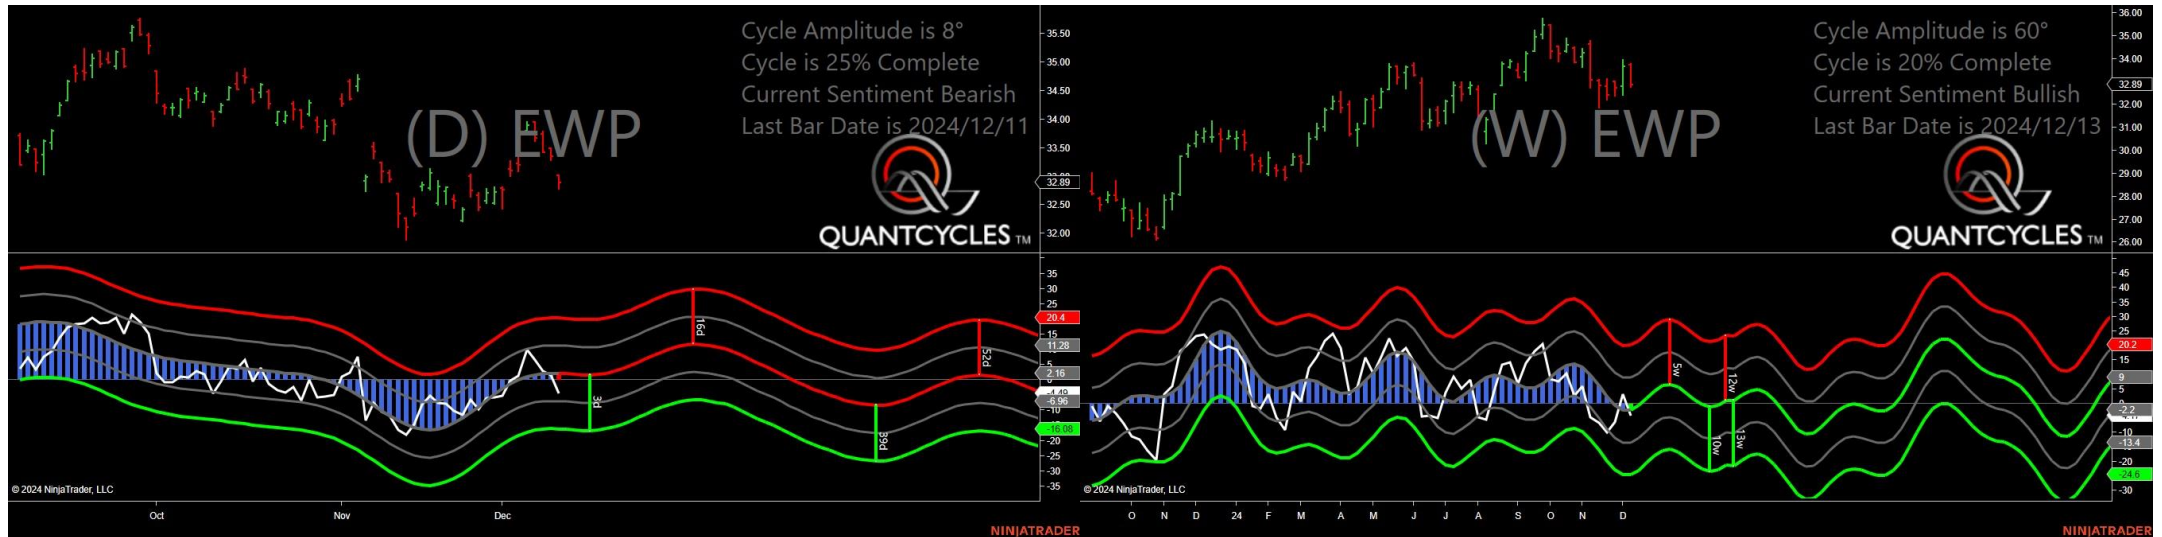 Cycle Amplitude is 8°
Cycle is 25% Complete
Current Sentiment Bearish
Last Bar Date is 2024/12/11
(D) EWP
QUANTCYCLES TM
35.50
35.00
34.50
34.00
33.50
32.89
32.50
32.00
35
30
25
20.4
15
11.28
5
2.16
-6.96
-10
-16.08
-20
-25
-30
-35
16d
52d
3d
39d
© 2024 NinjaTrader, LLC
Oct Nov Dec
NINJATRADER
Cycle Amplitude is 60°
Cycle is 20% Complete
Current Sentiment Bullish
Last Bar Date is 2024/12/13
(W) EWP
QUANTCYCLES TM
36.00
35.00
34.00
32.89
32.00
31.00
30.00
29.00
28.00
27.00
26.00
45
40
35
30
25
20.2
15
9
5
-2.2
-10
-13.4
-20
-24.6
-30
5w
12w
10w
13w
© 2024 NinjaTrader, LLC
O N D 24 F M A M J J A S O N D
NINJATRADER